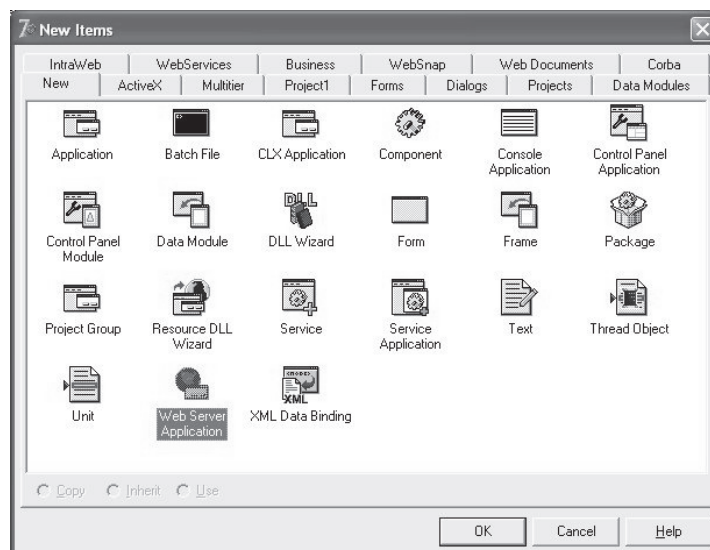 7 New Items
IntraWeb WebServices Business WebSnap Web Documents Corba
New ActiveX Multitier Project1 Forms Dialogs Projects Data Modules
Application Batch File CLX Application Component Console Application Control Panel Application
Control Panel Module Data Module DLL Wizard Form Frame Package
Project Group Resource DLL Wizard Service Service Application Text Thread Object
Unit Web Server Application XML Data Binding
Copy Inherit Use
OK Cancel Help